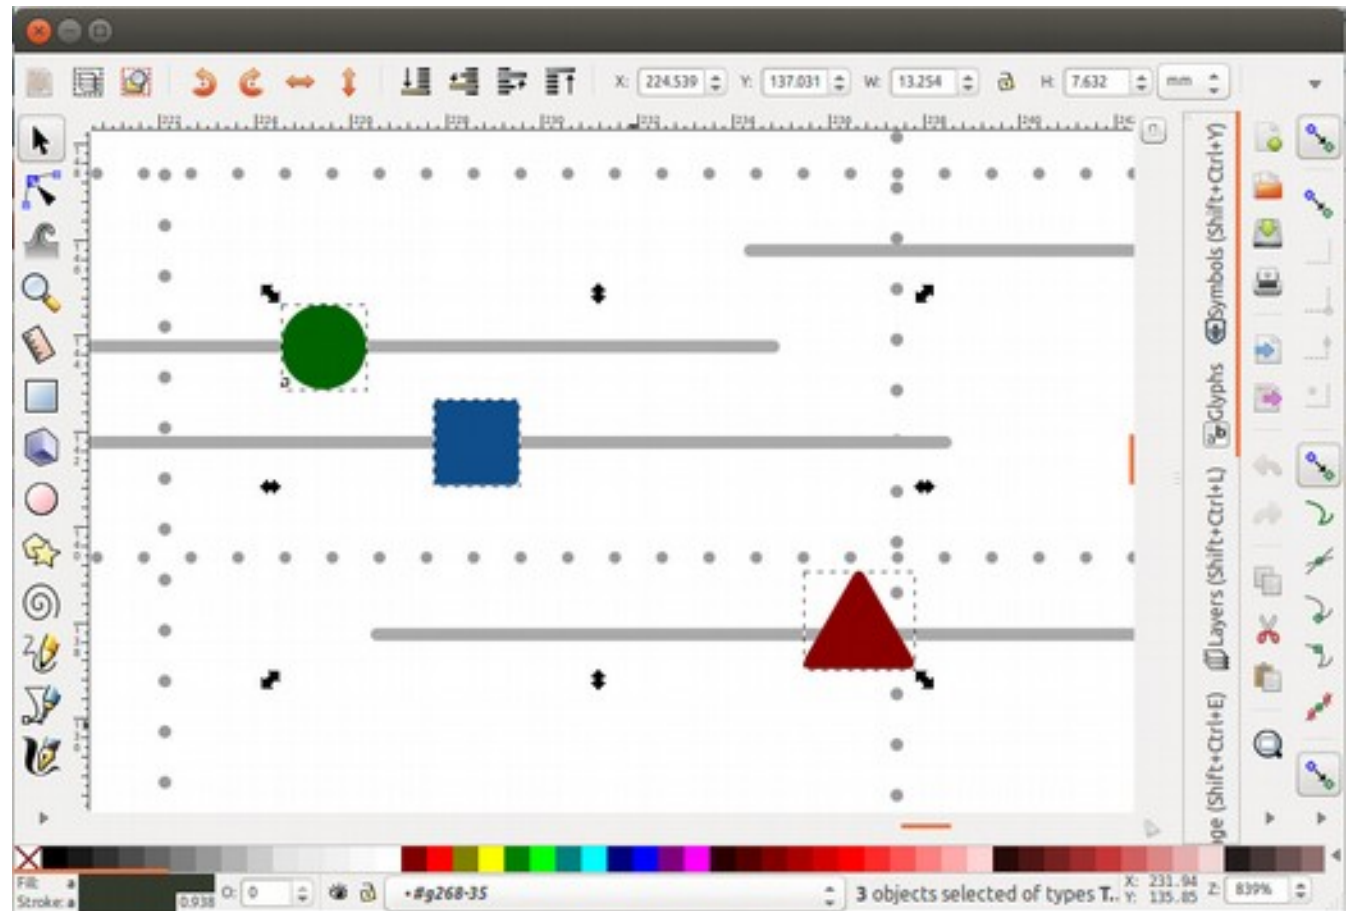 X: 224.539 Y: 137.031 W: 13.254 H: 7.632 mm
Symbols (Shift+Ctrl+Y)
Glyphs
Layers (Shift+Ctrl+L)
ge (Shift+Ctrl+E)
a
Fill: a
Stroke: a
0.938
O: 0
•#g268-35
3 objects selected of types T..
X: 231.94
Y: 135.85
Z: 839%